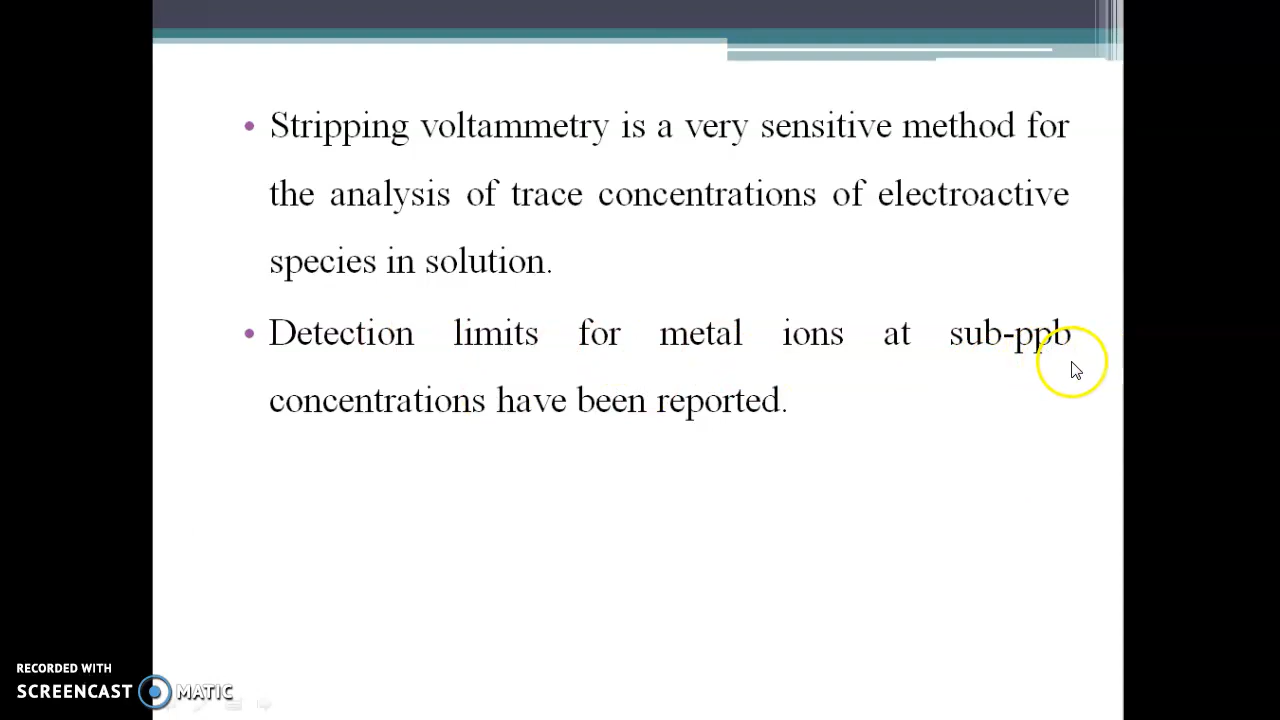 • Stripping voltammetry is a very sensitive method for
the analysis of trace concentrations of electroactive
species in solution.
• Detection limits for metal ions at sub-ppb
concentrations have been reported.
RECORDED WITH
SCREENCAST MATIC